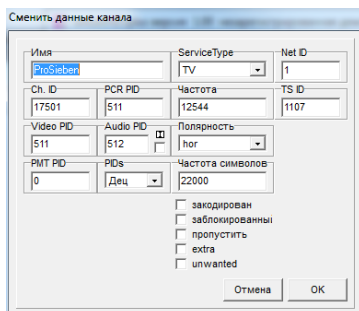 Сменить данные канала
Имя ServiceType Net ID
ProSieben TV 1
Ch. ID PCR PID Частота TS ID
17501 511 12544 1107
Video PID Audio PID Полярность
511 512 hor
PMT PID PIDs Частота символов
0 Дец 22000
закодирован
заблокированны
пропустить
extra
unwanted
Отмена OK